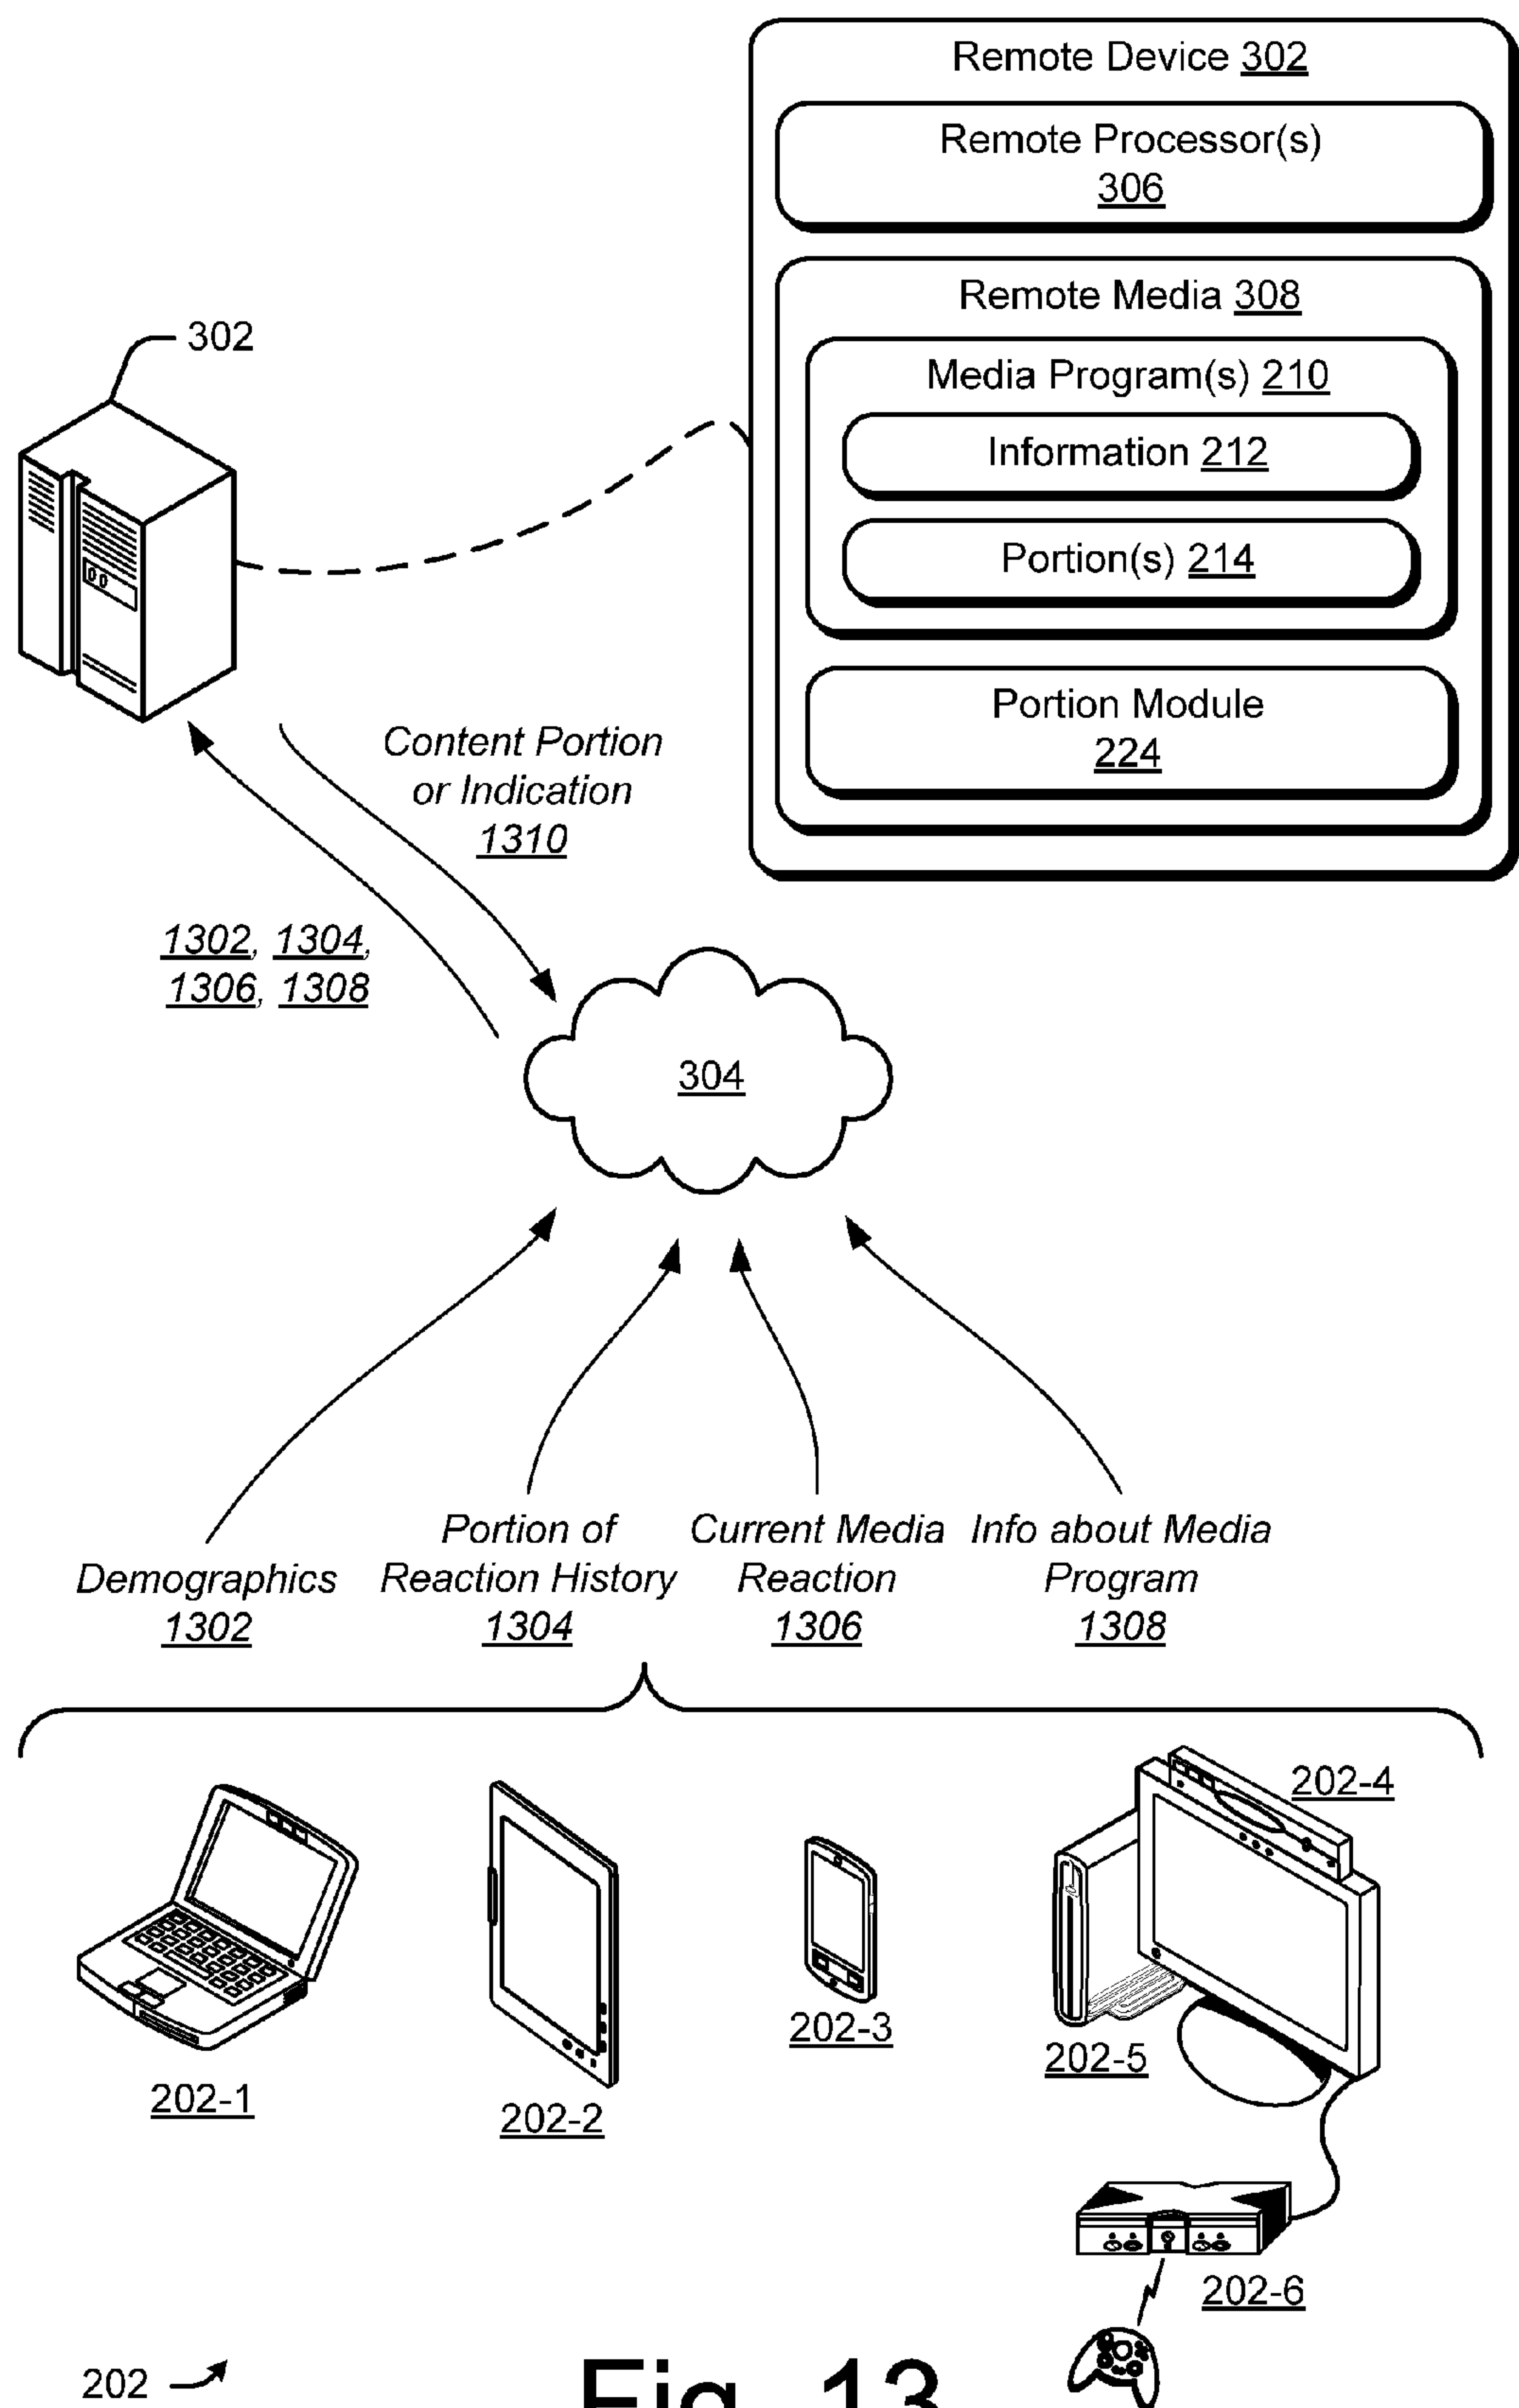 Remote Device 302
Remote Processor(s)
306
Remote Media 308
Media Program(s) 210
Information 212
Portion(s) 214
Portion Module
224
302
Content Portion
or Indication
1310
1302, 1304,
1306, 1308
304
Demographics
1302
Portion of
Reaction History
1304
Current Media
Reaction
1306
Info about Media
Program
1308
202-1
202-2
202-3
202-4
202-5
202-6
202
Fig. 13